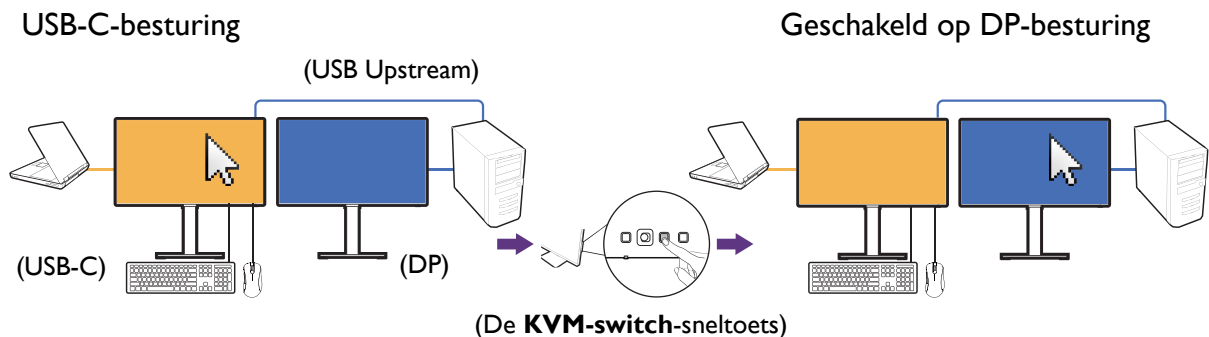 USB-C-besturing
Geschakeld op DP-besturing
(USB Upstream)
(USB-C)
(DP)
(De KVM-switch-sneltoets)